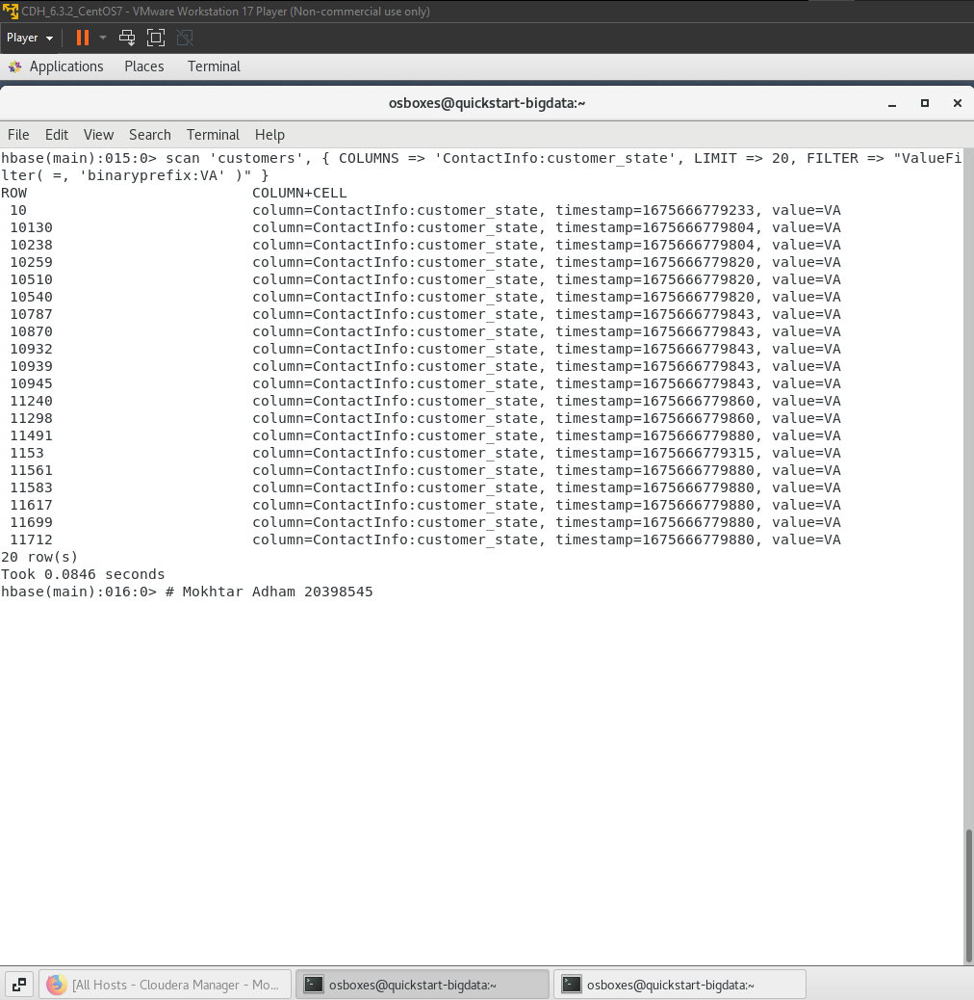 CDH_6.3.2_CentOS7 - VMware Workstation 17 Player (Non-commercial use only)
Player
Applications Places Terminal
osboxes@quickstart-bigdata:~
File Edit View Search Terminal Help
hbase(main):015:0> scan 'customers', { COLUMNS => 'ContactInfo:customer_state', LIMIT => 20, FILTER => "ValueFi
lter( =, 'binaryprefix:VA' )" }
ROW COLUMN+CELL
10 column=ContactInfo:customer_state, timestamp=1675666779233, value=VA
10130 column=ContactInfo:customer_state, timestamp=1675666779804, value=VA
10238 column=ContactInfo:customer_state, timestamp=1675666779804, value=VA
10259 column=ContactInfo:customer_state, timestamp=1675666779820, value=VA
10510 column=ContactInfo:customer_state, timestamp=1675666779820, value=VA
10540 column=ContactInfo:customer_state, timestamp=1675666779820, value=VA
10787 column=ContactInfo:customer_state, timestamp=1675666779843, value=VA
10870 column=ContactInfo:customer_state, timestamp=1675666779843, value=VA
10932 column=ContactInfo:customer_state, timestamp=1675666779843, value=VA
10939 column=ContactInfo:customer_state, timestamp=1675666779843, value=VA
10945 column=ContactInfo:customer_state, timestamp=1675666779843, value=VA
11240 column=ContactInfo:customer_state, timestamp=1675666779860, value=VA
11298 column=ContactInfo:customer_state, timestamp=1675666779860, value=VA
11491 column=ContactInfo:customer_state, timestamp=1675666779880, value=VA
1153 column=ContactInfo:customer_state, timestamp=1675666779315, value=VA
11561 column=ContactInfo:customer_state, timestamp=1675666779880, value=VA
11583 column=ContactInfo:customer_state, timestamp=1675666779880, value=VA
11617 column=ContactInfo:customer_state, timestamp=1675666779880, value=VA
11699 column=ContactInfo:customer_state, timestamp=1675666779880, value=VA
11712 column=ContactInfo:customer_state, timestamp=1675666779880, value=VA
20 row(s)
Took 0.0846 seconds
hbase(main):016:0> # Mokhtar Adham 20398545
[All Hosts - Cloudera Manager - Mo... osboxes@quickstart-bigdata:~ osboxes@quickstart-bigdata:~